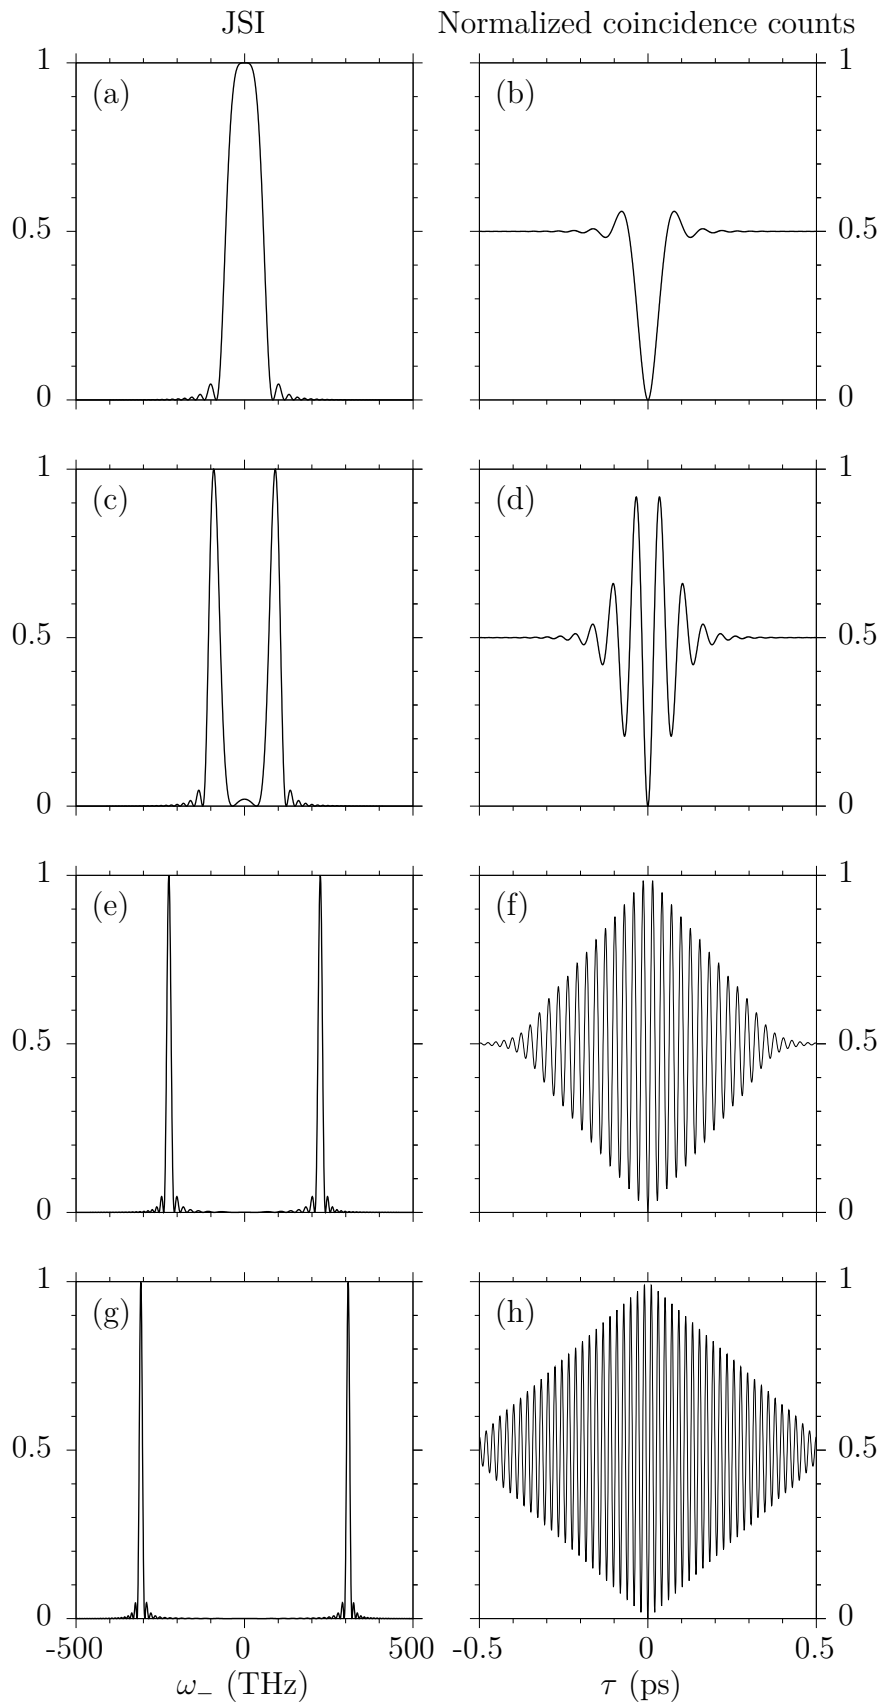 JSI Normalized coincidence counts
1 (a) (b) 1
0.5 0.5
0 0
1 (c) (d) 1
0.5 0.5
0 0
1 (e) (f) 1
0.5 0.5
0 0
1 (g) (h) 1
0.5 0.5
0 0
-500 0 500 -0.5 0 0.5
ω₋ (THz) τ (ps)